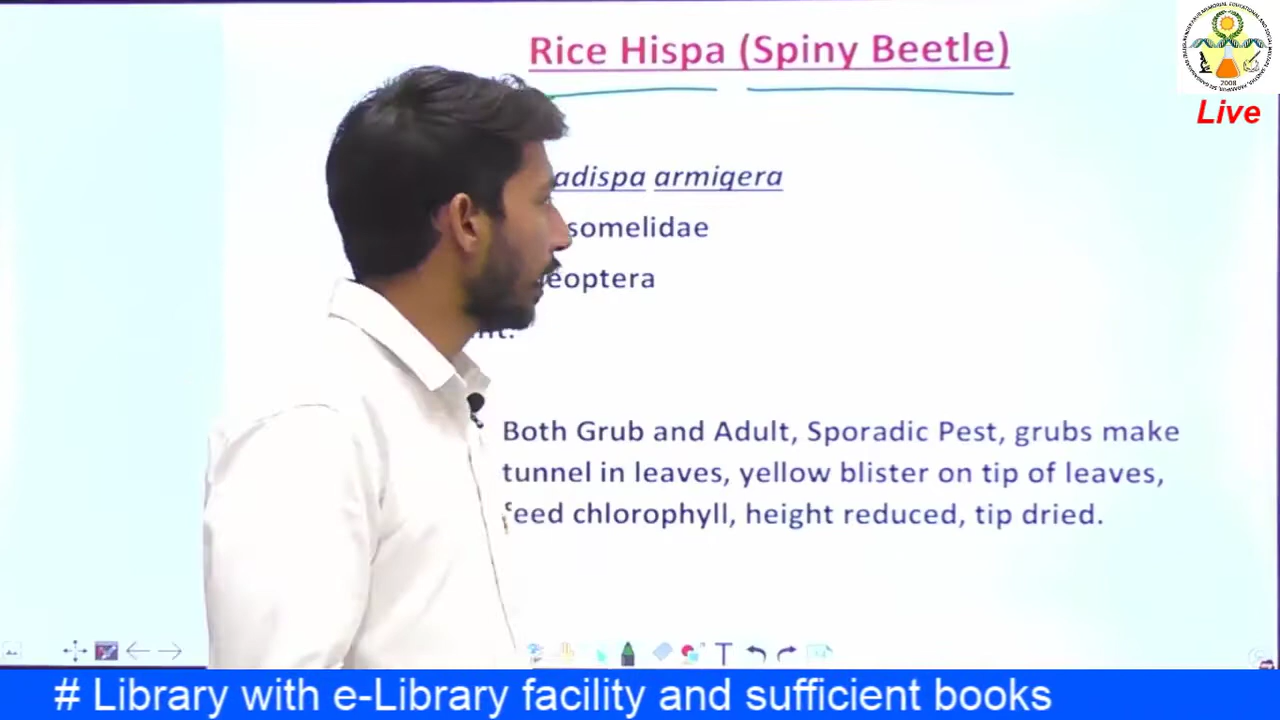 Rice Hispa (Spiny Beetle)
Live
2008
adispa armigera
somelidae
eoptera
Both Grub and Adult, Sporadic Pest, grubs make
tunnel in leaves, yellow blister on tip of leaves,
feed chlorophyll, height reduced, tip dried.
# Library with e-Library facility and sufficient books